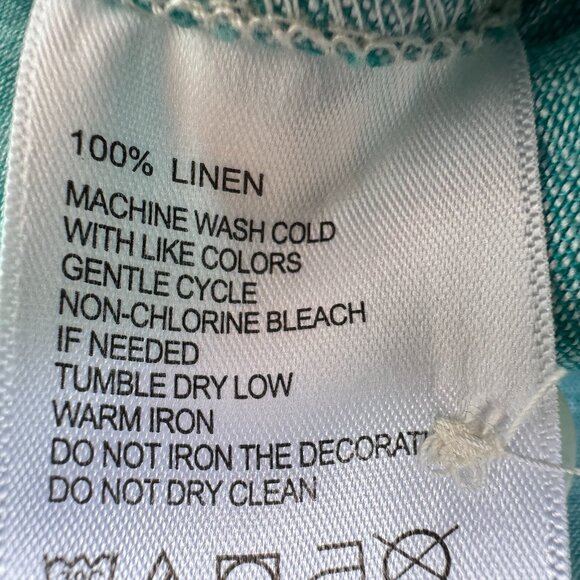 100% LINEN
MACHINE WASH COLD
WITH LIKE COLORS
GENTLE CYCLE
NON-CHLORINE BLEACH
IF NEEDED
TUMBLE DRY LOW
WARM IRON
DO NOT IRON THE
DO NOT DRY CLEAN